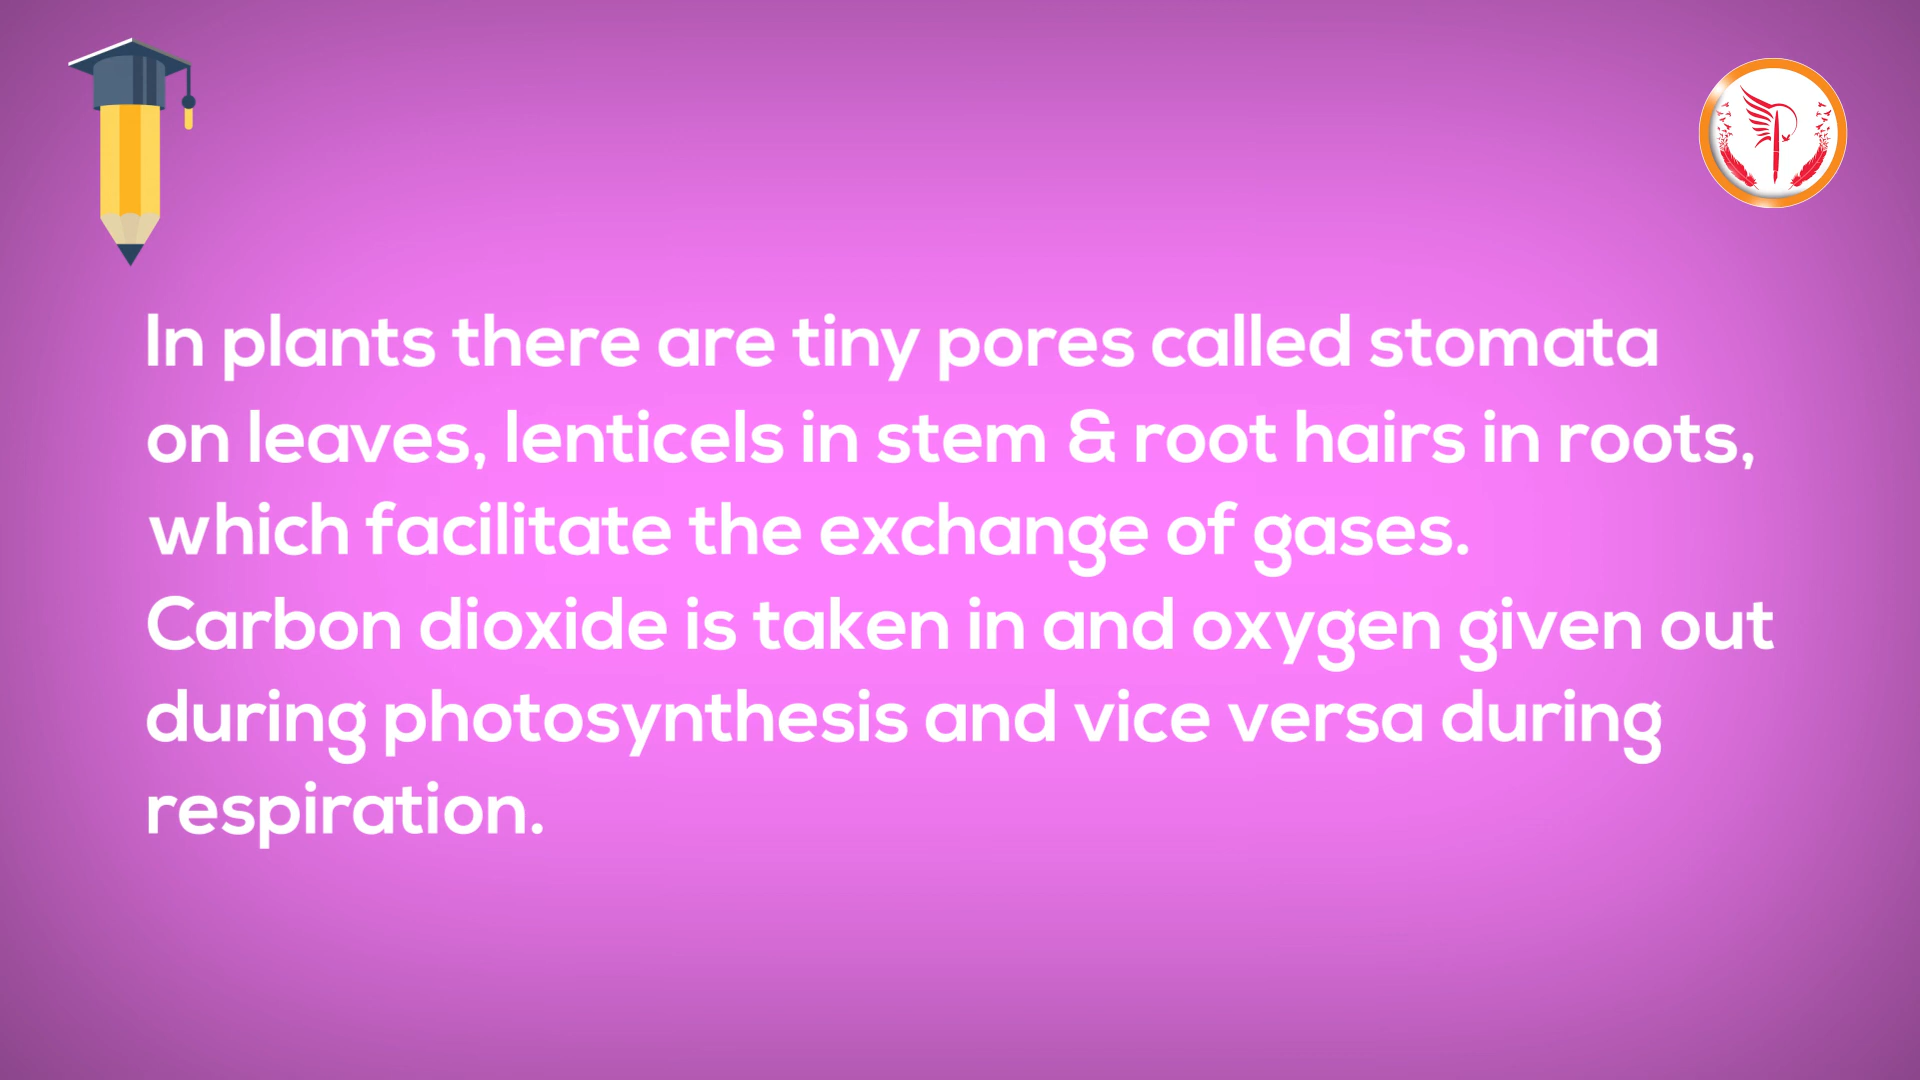 In plants there are tiny pores called stomata
on leaves, lenticels in stem & root hairs in roots,
which facilitate the exchange of gases.
Carbon dioxide is taken in and oxygen given out
during photosynthesis and vice versa during
respiration.